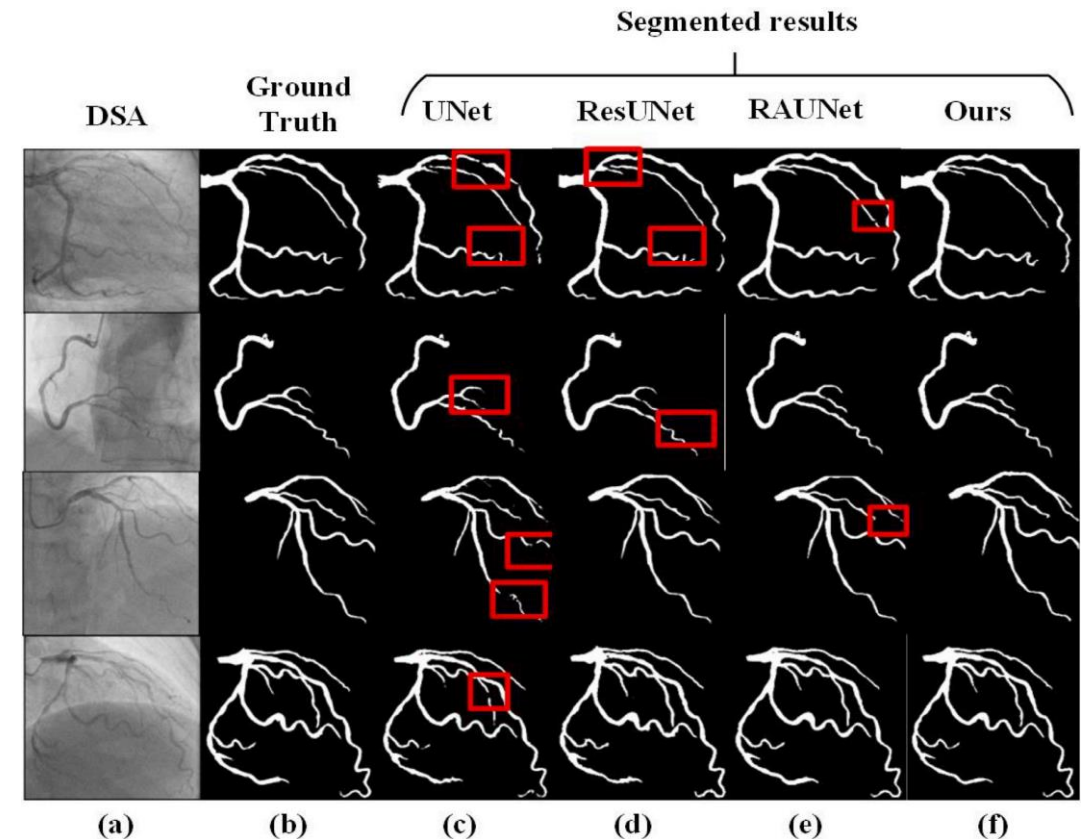 Segmented results
DSA
Ground
Truth
UNet
ResUNet
RAUNet
Ours
(a)
(b)
(c)
(d)
(e)
(f)